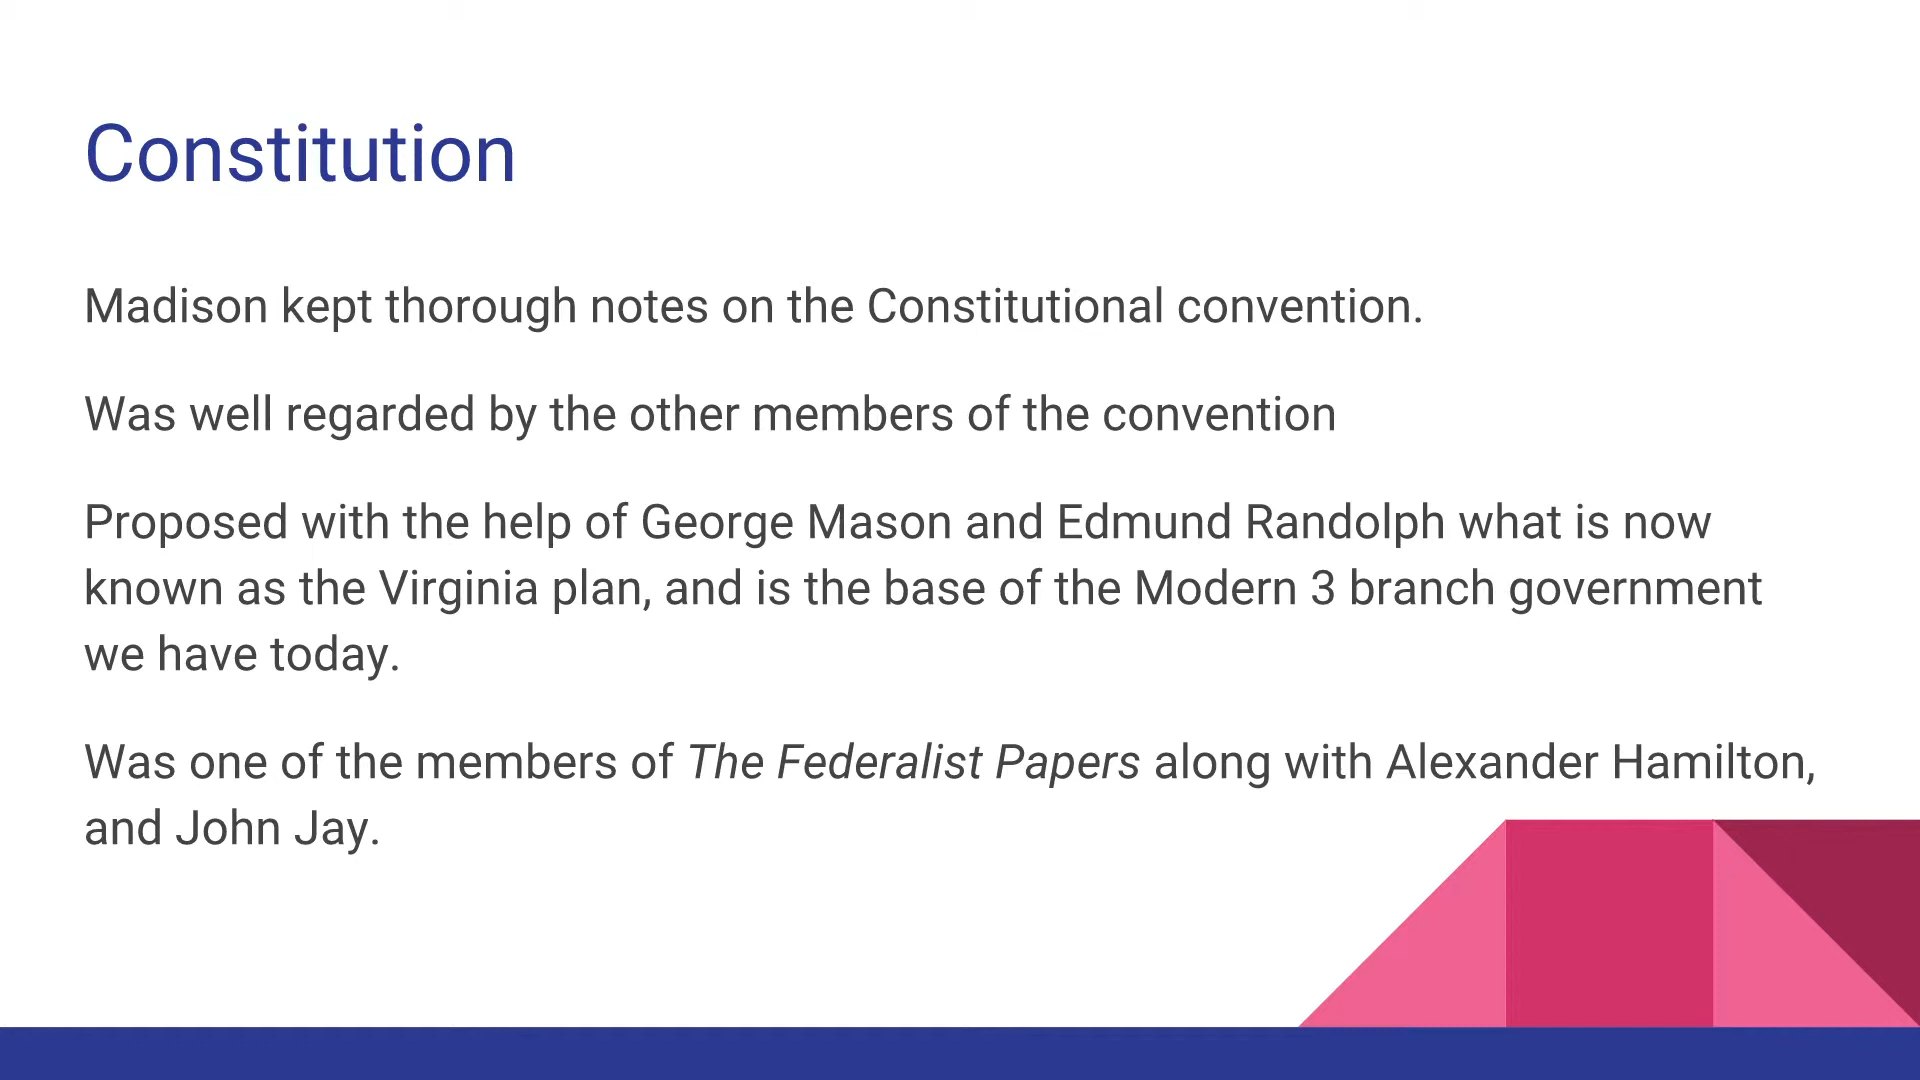 Constitution
Madison kept thorough notes on the Constitutional convention.
Was well regarded by the other members of the convention
Proposed with the help of George Mason and Edmund Randolph what is now
known as the Virginia plan, and is the base of the Modern 3 branch government
we have today.
Was one of the members of The Federalist Papers along with Alexander Hamilton,
and John Jay.